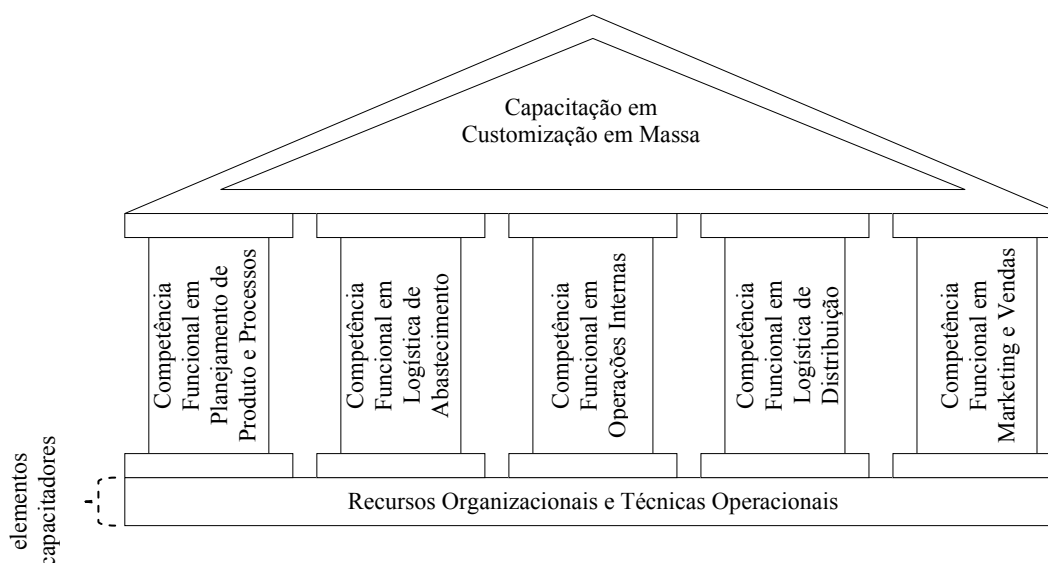 Capacitação em
Customização em Massa
Competência
Funcional em
Planejamento de
Produto e Processos
Competência
Funcional em
Logística de
Abastecimento
Competência
Funcional em
Operações Internas
Competência
Funcional em
Logística de
Distribuição
Competência
Funcional em
Marketing e Vendas
elementos
capacitadores
Recursos Organizacionais e Técnicas Operacionais